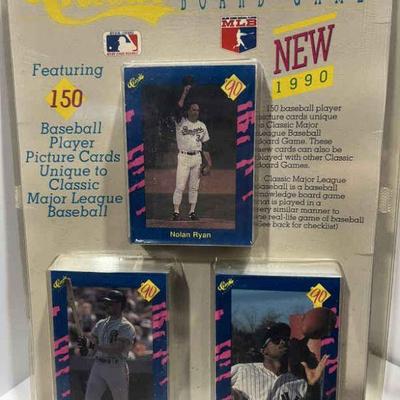 Classic
BOARD GAME
MLB
NEW
1990
Featuring
150
Baseball
Player
Picture Cards
Unique to
Classic
Major League
Baseball
Classic
'90
Nolan Ryan
150 baseball player
picture cards unique
Classic Major
League Baseball
Board Game. These
new cards can also be
played with other Classic
Board Games.
Classic Major League
Baseball is a baseball
knowledge board game
that is played in a
very similar manner to
real-life game of baseball
(see back for checklist)
Classic
'90
Classic
'90